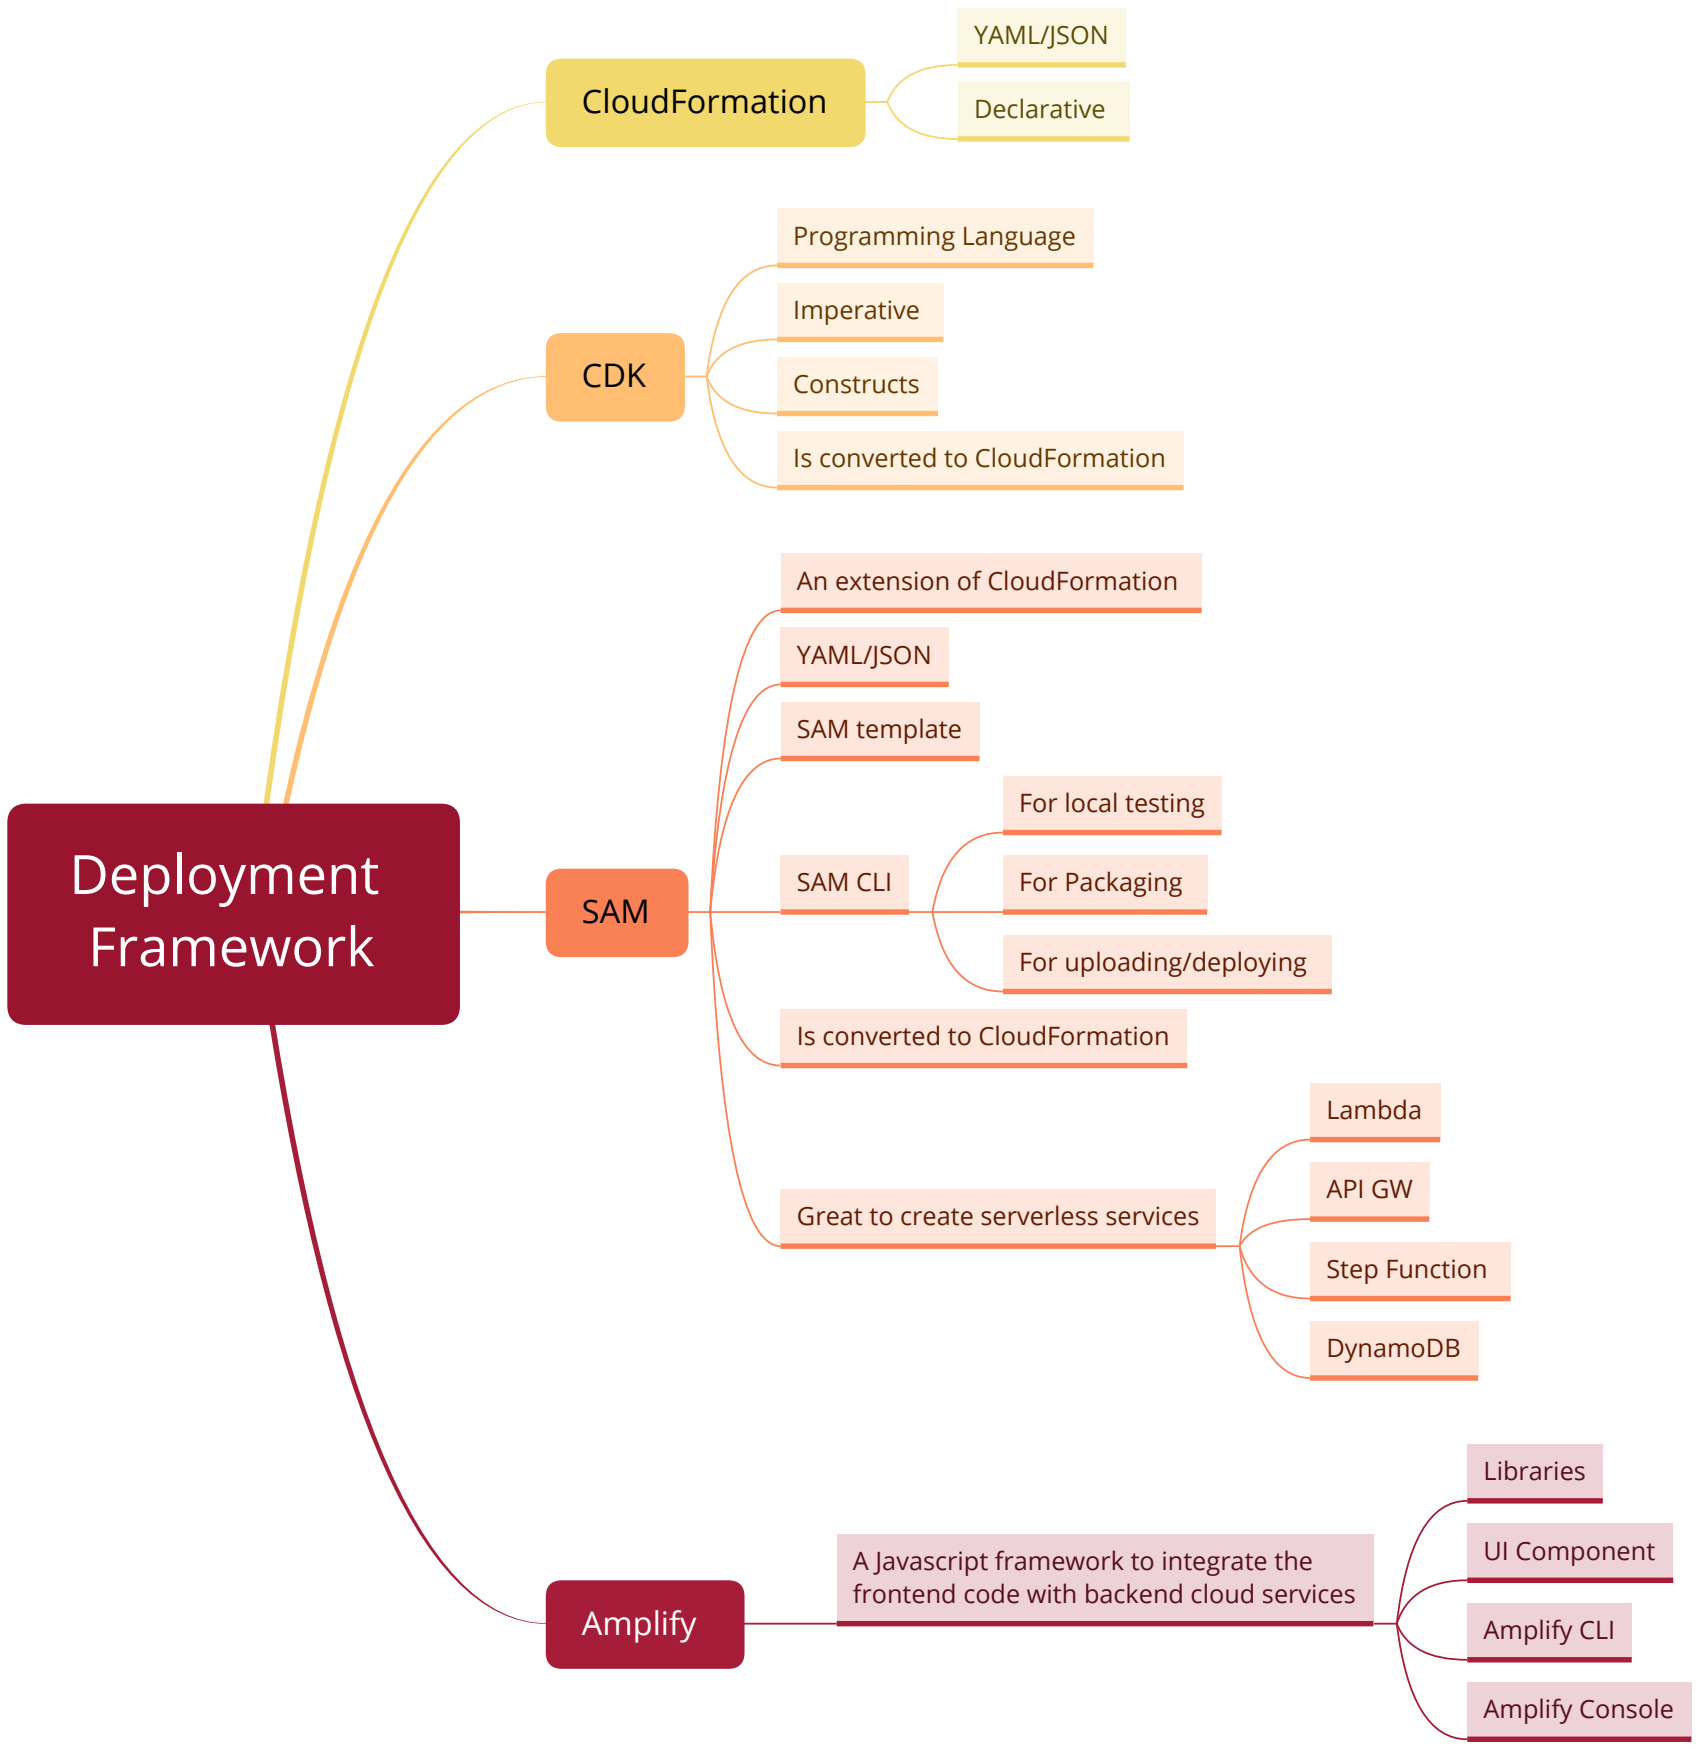 YAML/JSON
CloudFormation
Declarative
Programming Language
Imperative
CDK
Constructs
Is converted to CloudFormation
An extension of CloudFormation
YAML/JSON
SAM template
For local testing
Deployment
Framework
SAM
SAM CLI
For Packaging
For uploading/deploying
Is converted to CloudFormation
Lambda
API GW
Great to create serverless services
Step Function
DynamoDB
Libraries
UI Component
A Javascript framework to integrate the
frontend code with backend cloud services
Amplify
Amplify CLI
Amplify Console